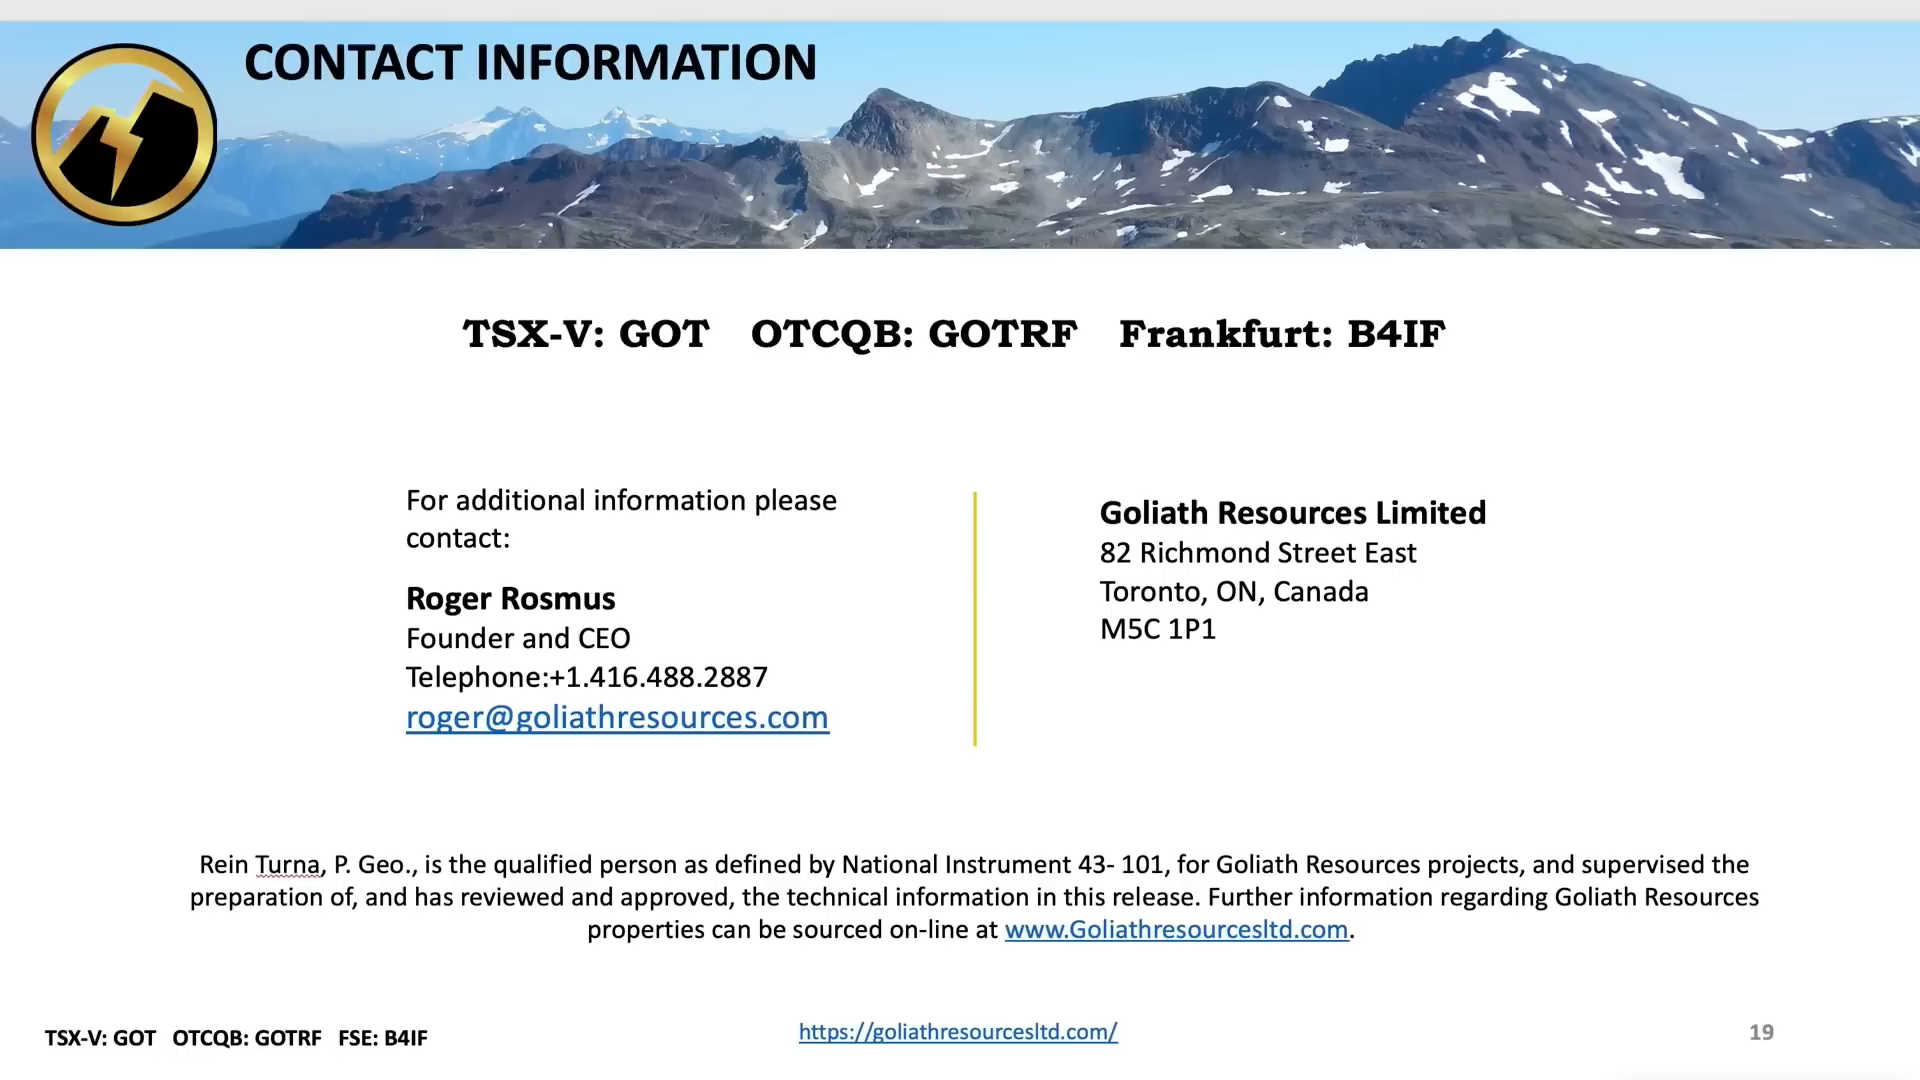 CONTACT INFORMATION
TSX-V: GOT OTCQB: GOTRF Frankfurt: B4IF
For additional information please
contact:
Roger Rosmus
Founder and CEO
Telephone:+1.416.488.2887
roger@goliathresources.com
Goliath Resources Limited
82 Richmond Street East
Toronto, ON, Canada
M5C 1P1
Rein Turna, P. Geo., is the qualified person as defined by National Instrument 43- 101, for Goliath Resources projects, and supervised the
preparation of, and has reviewed and approved, the technical information in this release. Further information regarding Goliath Resources
properties can be sourced on-line at www.Goliathresourcesltd.com.
TSX-V: GOT OTCQB: GOTRF FSE: B4IF
https://goliathresourcesltd.com/
19